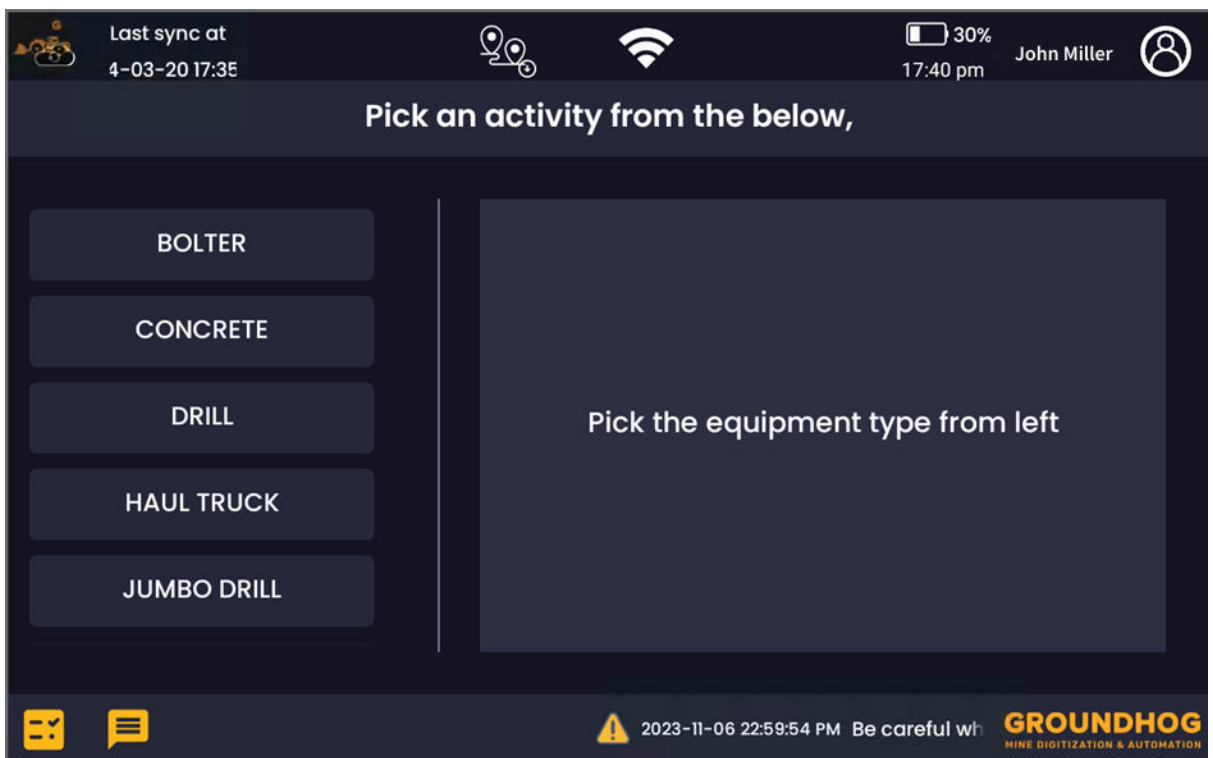 G
Last sync at
4-03-20 17:35
30%
17:40 pm
John Miller
Pick an activity from the below,
BOLTER
CONCRETE
DRILL
HAUL TRUCK
JUMBO DRILL
Pick the equipment type from left
2023-11-06 22:59:54 PM Be careful wh
GROUNDHOG
MINE DIGITIZATION & AUTOMATION